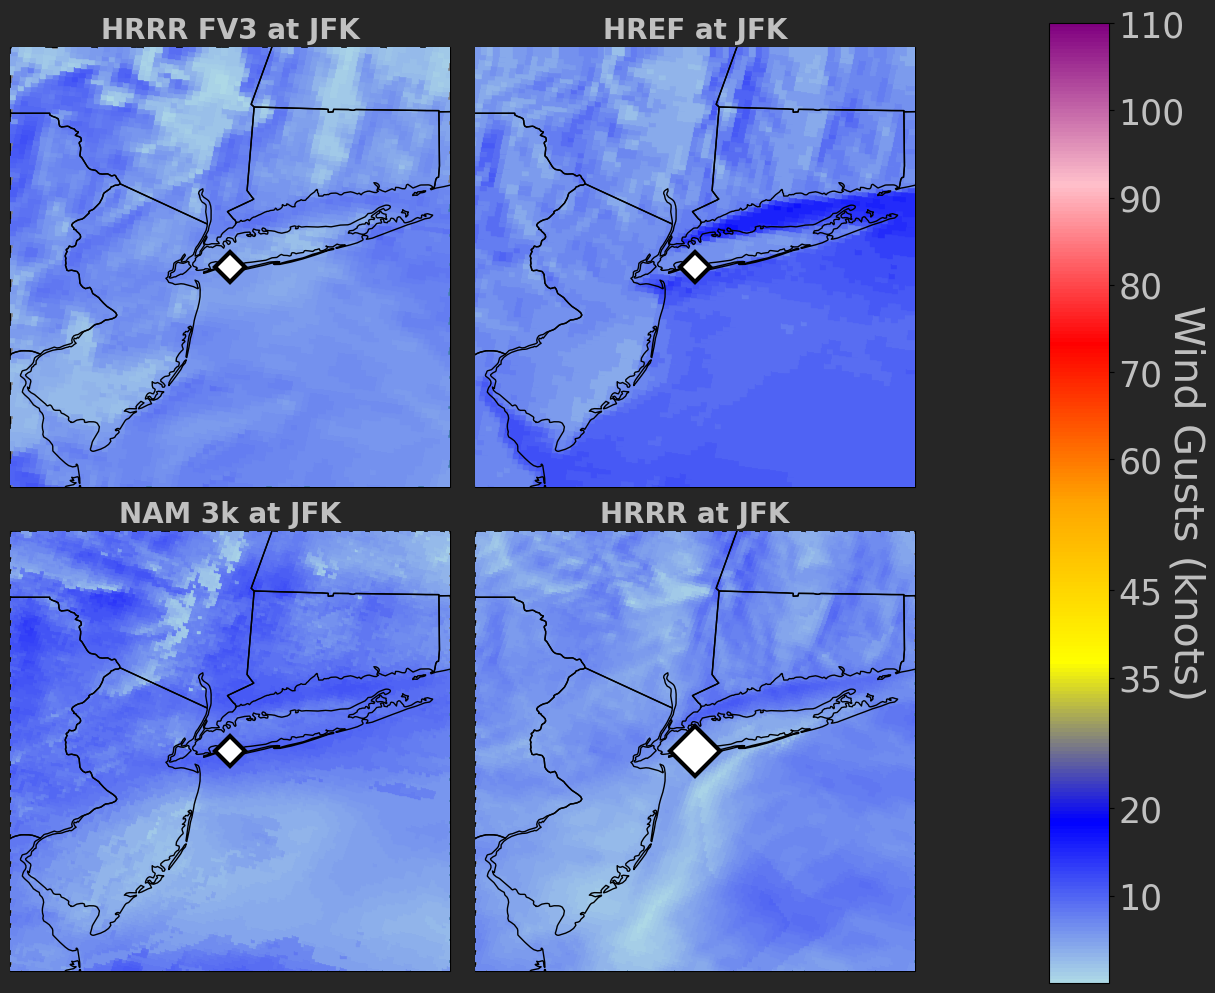 HRRR FV3 at JFK
HREF at JFK
NAM 3k at JFK
HRRR at JFK
110
100
90
80
70
60
45
35
20
10
Wind Gusts (knots)